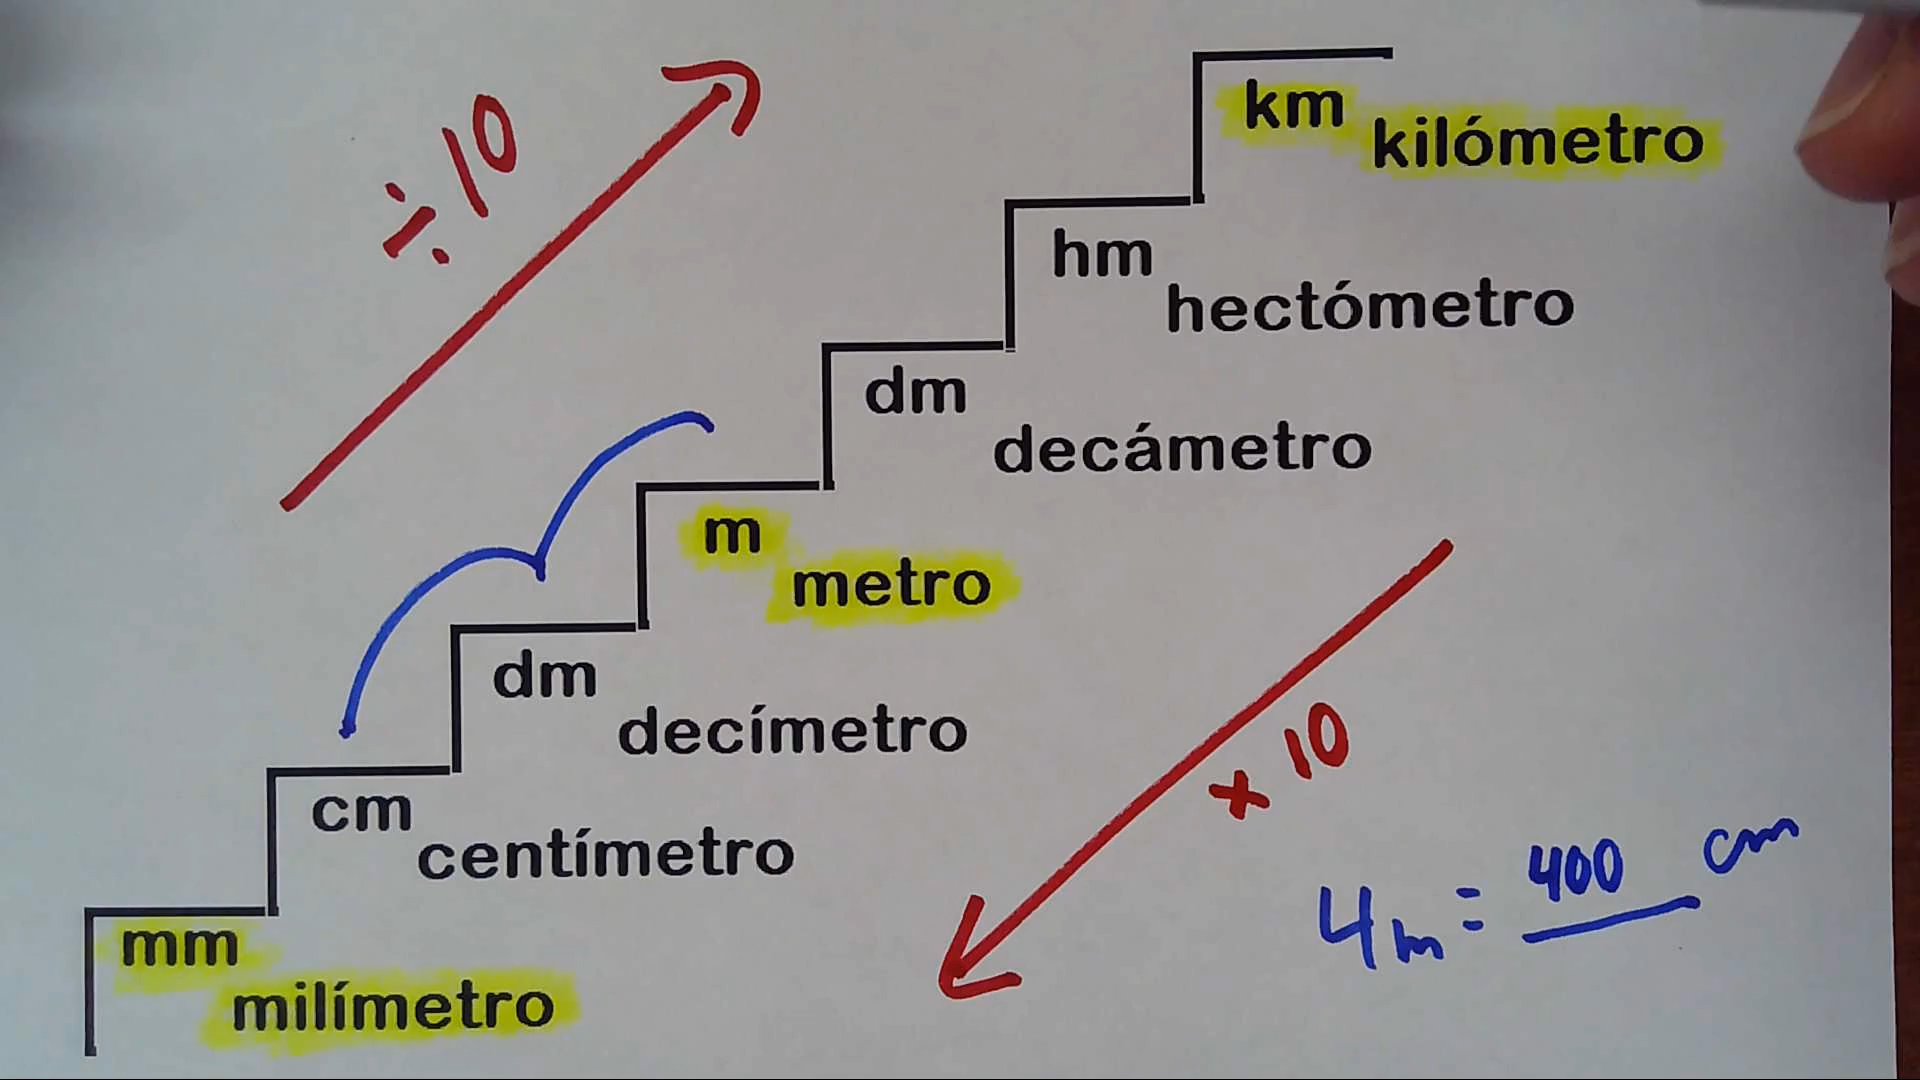 ÷10
km
kilómetro
hm
hectómetro
dm
decámetro
m
metro
dm
decímetro
cm
centímetro
mm
milímetro
x 10
4m = 400 cm